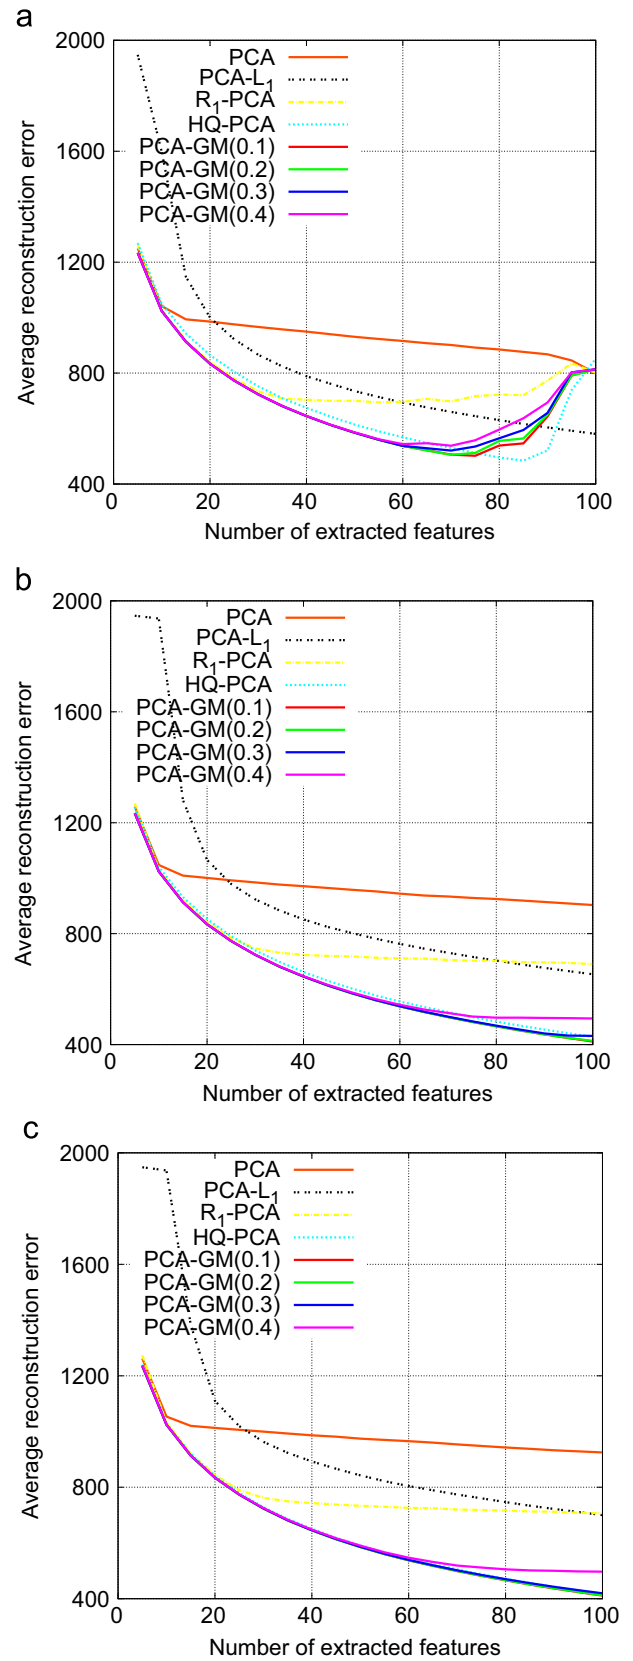 a
2000
1600
1200
800
400
0
20
40
60
80
100
Average reconstruction error
Number of extracted features
PCA
PCA-L1
R1-PCA
HQ-PCA
PCA-GM(0.1)
PCA-GM(0.2)
PCA-GM(0.3)
PCA-GM(0.4)
b
2000
1600
1200
800
400
0
20
40
60
80
100
Average reconstruction error
Number of extracted features
PCA
PCA-L1
R1-PCA
HQ-PCA
PCA-GM(0.1)
PCA-GM(0.2)
PCA-GM(0.3)
PCA-GM(0.4)
c
2000
1600
1200
800
400
0
20
40
60
80
100
Average reconstruction error
Number of extracted features
PCA
PCA-L1
R1-PCA
HQ-PCA
PCA-GM(0.1)
PCA-GM(0.2)
PCA-GM(0.3)
PCA-GM(0.4)